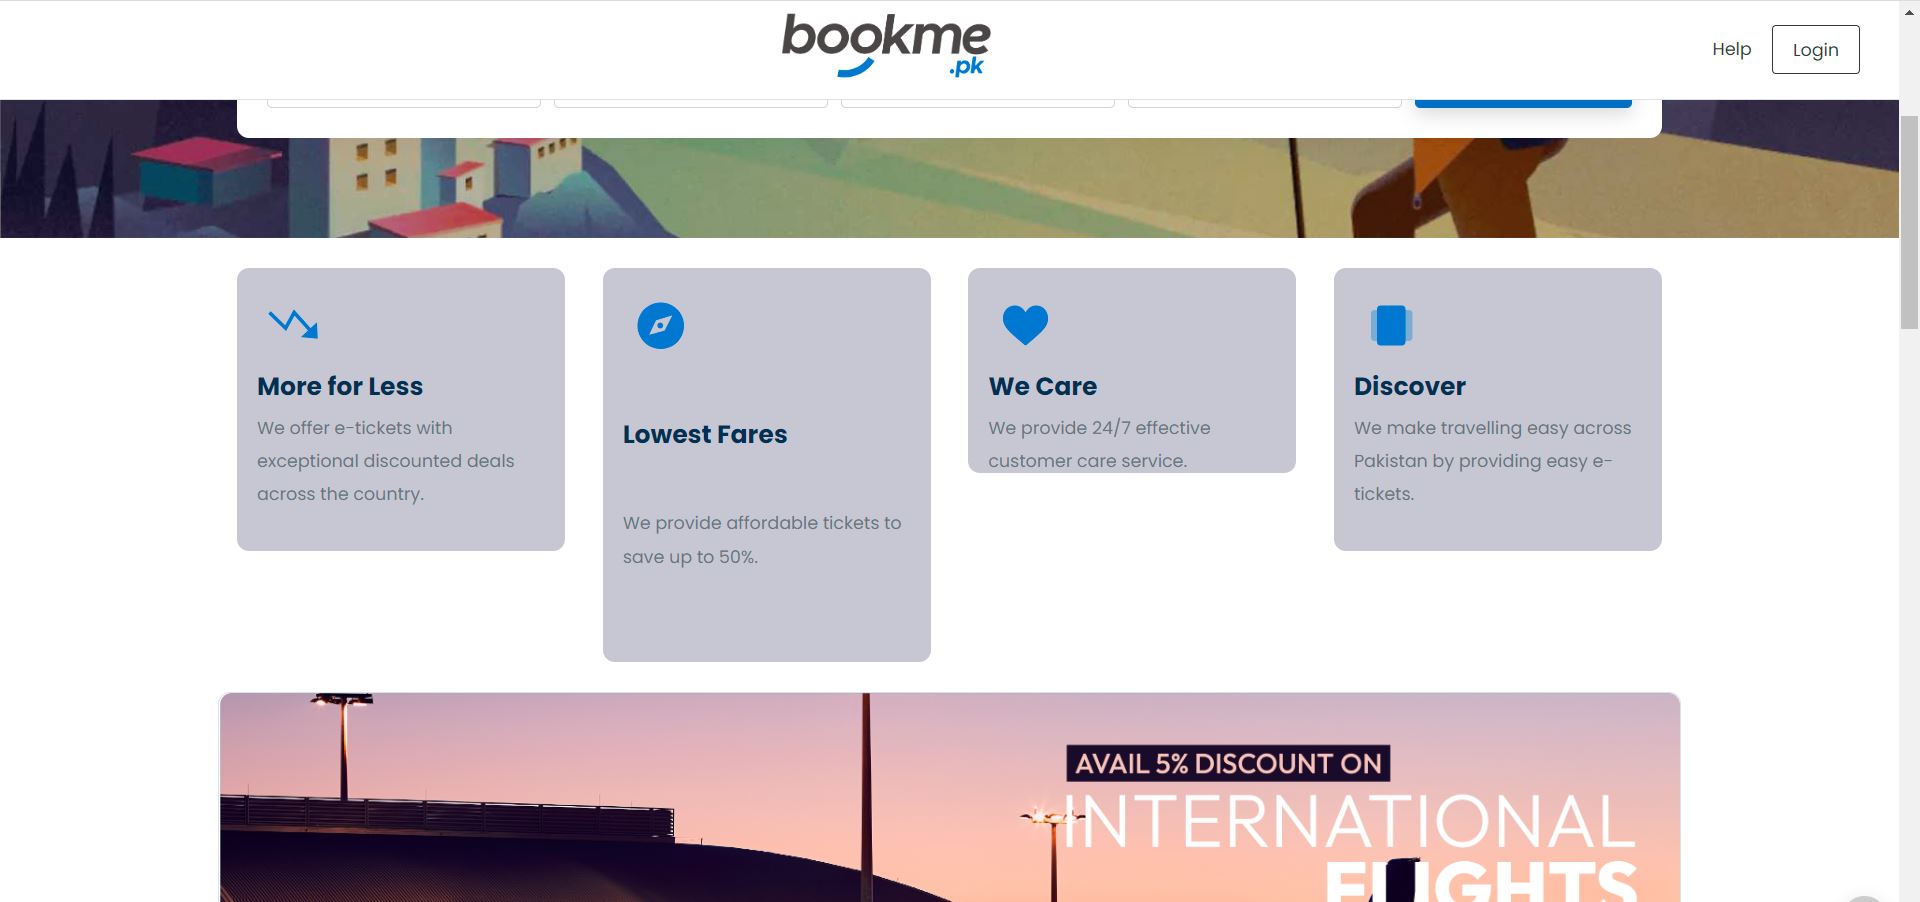 bookme
.pk
Help
Login
More for Less
We offer e-tickets with
exceptional discounted deals
across the country.
Lowest Fares
We provide affordable tickets to
save up to 50%.
We Care
We provide 24/7 effective
customer care service.
Discover
We make travelling easy across
Pakistan by providing easy e-
tickets.
AVAIL 5% DISCOUNT ON
INTERNATIONAL
FLIGHTS